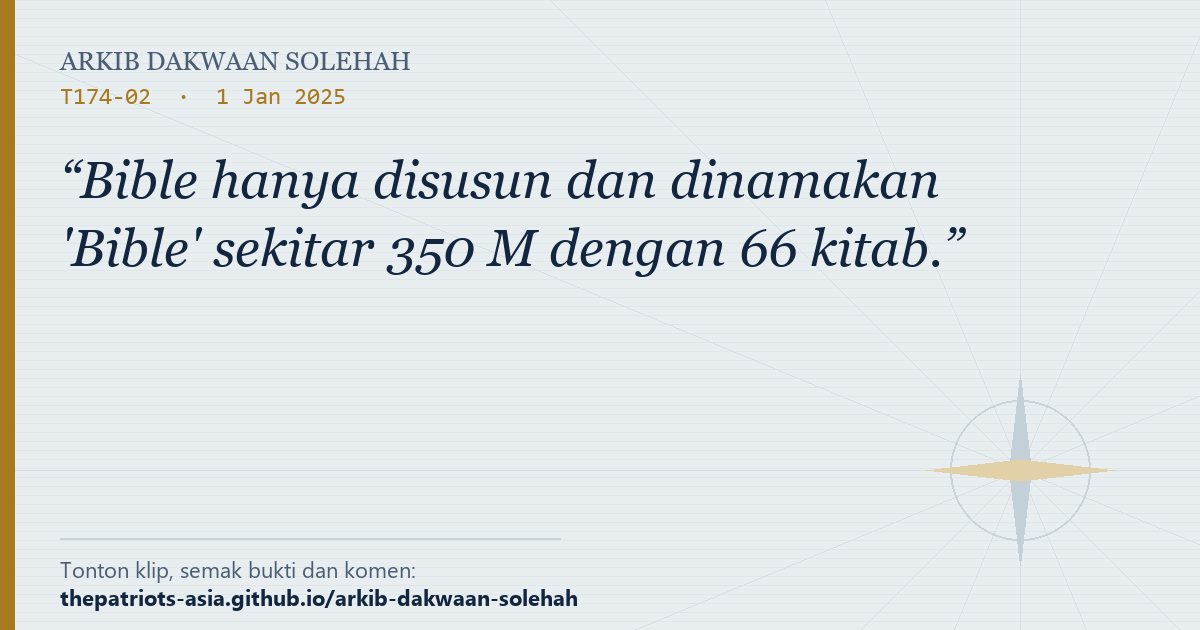 ARKIB DAKWAAN SOLEHAH
T174-02 · 1 Jan 2025
“Bible hanya disusun dan dinamakan
'Bible' sekitar 350 M dengan 66 kitab.”
Tonton klip, semak bukti dan komen:
thepatriots-asia.github.io/arkib-dakwaan-solehah